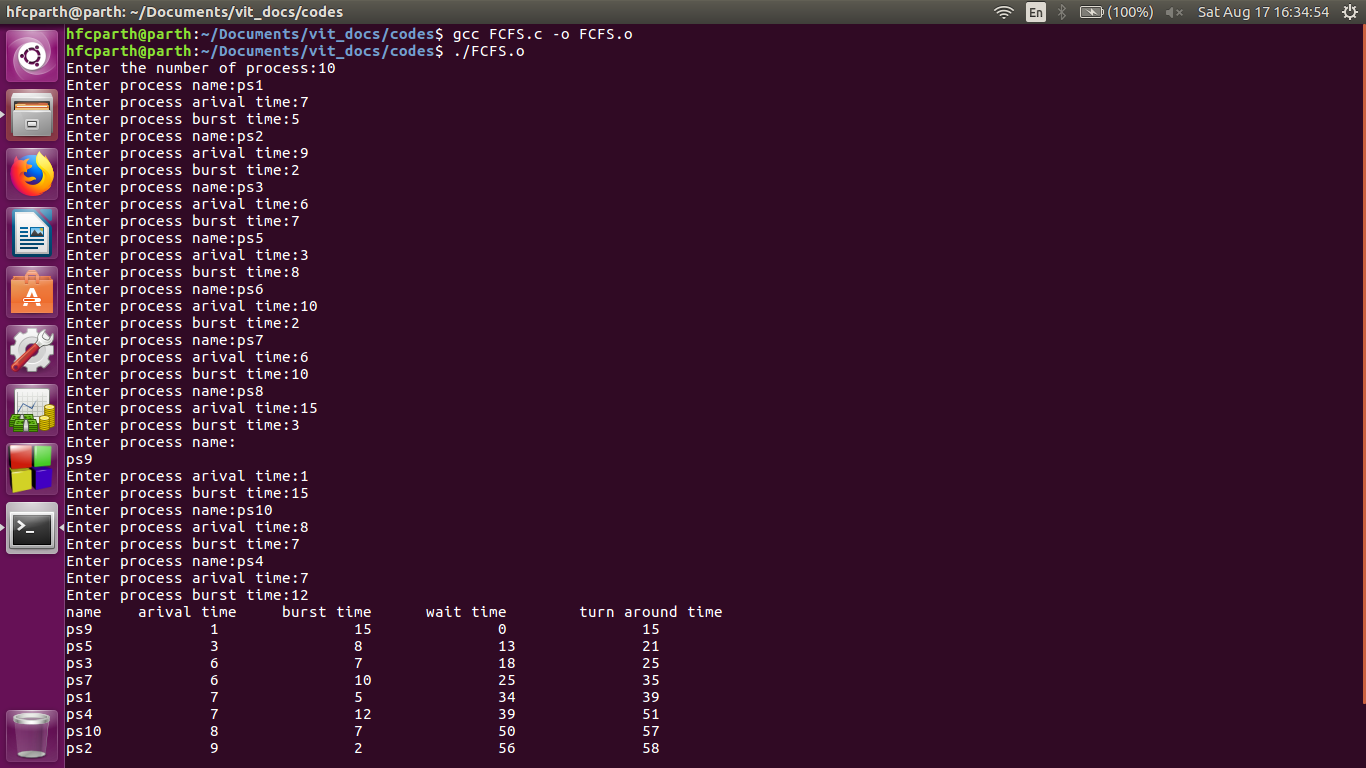 hfcparth@parth: ~/Documents/vit_docs/codes En (100%) Sat Aug 17 16:34:54
hfcparth@parth:~/Documents/vit_docs/codes$ gcc FCFS.c -o FCFS.o
hfcparth@parth:~/Documents/vit_docs/codes$ ./FCFS.o
Enter the number of process:10
Enter process name:ps1
Enter process arival time:7
Enter process burst time:5
Enter process name:ps2
Enter process arival time:9
Enter process burst time:2
Enter process name:ps3
Enter process arival time:6
Enter process burst time:7
Enter process name:ps5
Enter process arival time:3
Enter process burst time:8
Enter process name:ps6
Enter process arival time:10
Enter process burst time:2
Enter process name:ps7
Enter process arival time:6
Enter process burst time:10
Enter process name:ps8
Enter process arival time:15
Enter process burst time:3
Enter process name:
ps9
Enter process arival time:1
Enter process burst time:15
Enter process name:ps10
Enter process arival time:8
Enter process burst time:7
Enter process name:ps4
Enter process arival time:7
Enter process burst time:12
name    arival time     burst time      wait time        turn around time
ps9             1               15              0               15
ps5             3               8               13              21
ps3             6               7               18              25
ps7             6               10              25              35
ps1             7               5               34              39
ps4             7               12              39              51
ps10            8               7               50              57
ps2             9               2               56              58